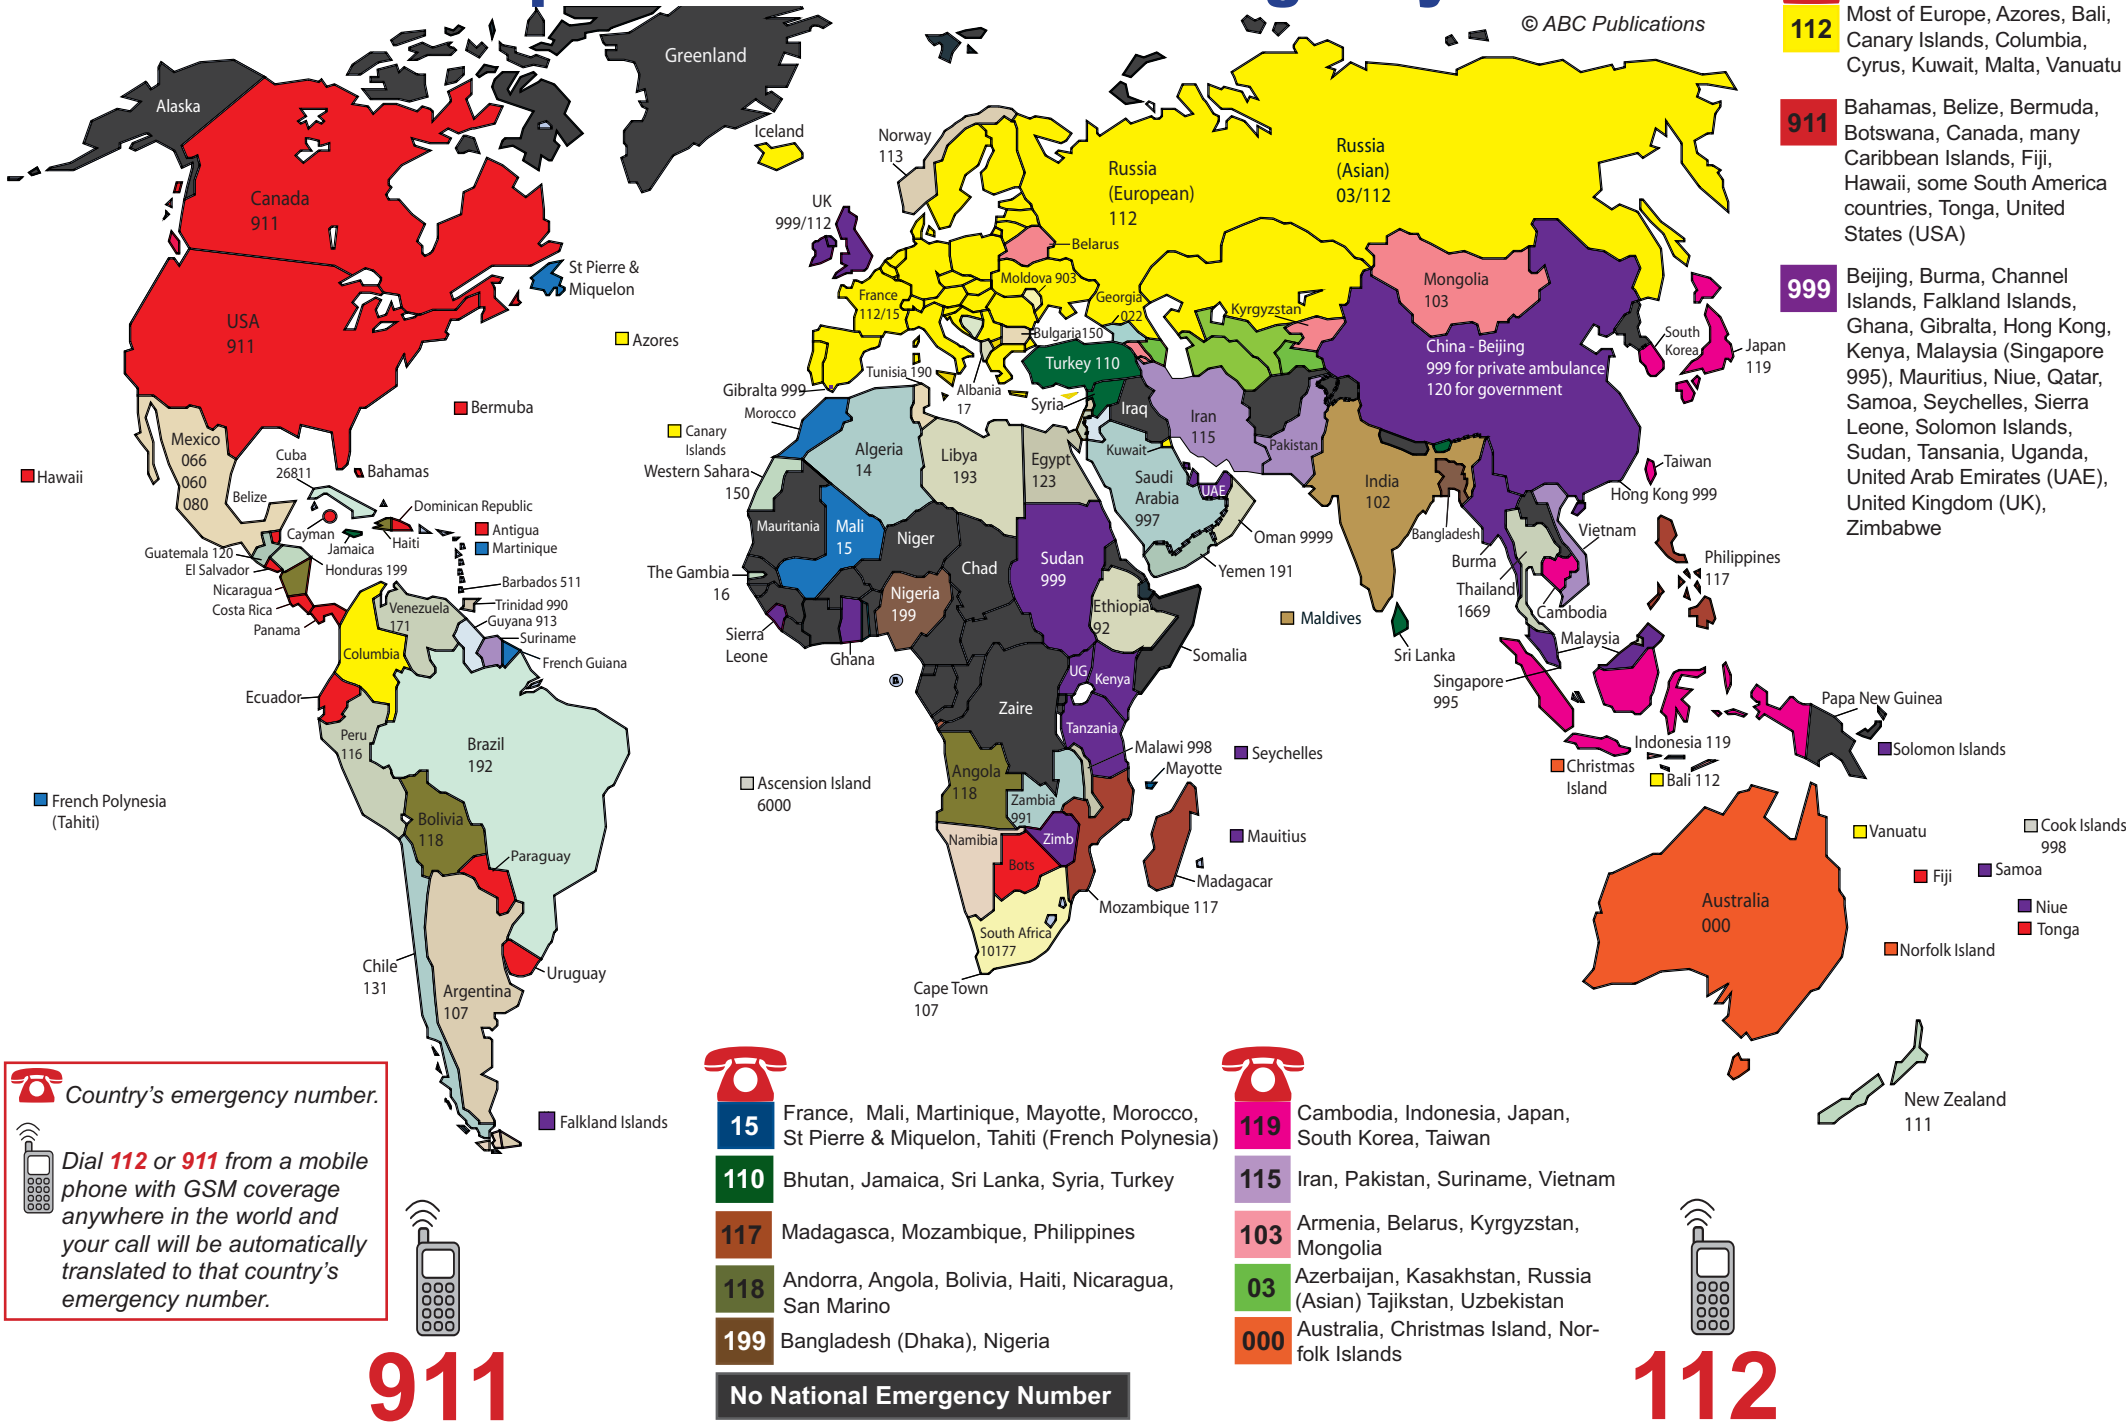 © ABC Publications
112
Most of Europe, Azores, Bali,
Canary Islands, Columbia,
Cyrus, Kuwait, Malta, Vanuatu
911
Bahamas, Belize, Bermuda,
Botswana, Canada, many
Caribbean Islands, Fiji,
Hawaii, some South America
countries, Tonga, United
States (USA)
999
Beijing, Burma, Channel
Islands, Falkland Islands,
Ghana, Gibralta, Hong Kong,
Kenya, Malaysia (Singapore
995), Mauritius, Niue, Qatar,
Samoa, Seychelles, Sierra
Leone, Solomon Islands,
Sudan, Tansania, Uganda,
United Arab Emirates (UAE),
United Kingdom (UK),
Zimbabwe
Greenland
Alaska
Canada
911
USA
911
St Pierre &
Miquelon
Azores
Bermuba
Hawaii
Mexico
066
060
080
Cuba
26811
Bahamas
Belize
Cayman
Jamaica
Dominican Republic
Haiti
Antigua
Martinique
Guatemala 120
El Salvador
Honduras 199
Nicaragua
Costa Rica
Panama
Barbados 511
Trinidad 990
Guyana 913
Suriname
French Guiana
Venezuela
171
Columbia
Ecuador
Peru
116
Brazil
192
Bolivia
118
Paraguay
Uruguay
Chile
131
Argentina
107
French Polynesia
(Tahiti)
Falkland Islands
Iceland
Norway
113
UK
999/112
Russia
(European)
112
Russia
(Asian)
03/112
Belarus
Moldova 903
France
112/15
Georgia
022
Bulgaria150
Kyrgyzstan
Turkey 110
Tunisia 190
Albania
17
Gibralta 999
Morocco
Canary
Islands
Western Sahara
150
Syria
Iraq
Iran
115
Pakistan
Kuwait
Algeria
14
Libya
193
Egypt
123
Saudi
Arabia
997
UAE
Oman 9999
Yemen 191
Mauritania
Mali
15
Niger
Chad
Sudan
999
The Gambia
16
Sierra
Leone
Ghana
Nigeria
199
Ethiopia
92
Somalia
UG
Kenya
Zaire
Tanzania
Seychelles
Malawi 998
Mayotte
Angola
118
Zambia
991
Zimb
Mauitius
Namibia
Bots
Madagacar
Mozambique 117
South Africa
10177
Cape Town
107
Ascension Island
6000
Mongolia
103
China - Beijing
999 for private ambulance
120 for government
South
Korea
Japan
119
Taiwan
Hong Kong 999
India
102
Bangladesh
Burma
Thailand
1669
Vietnam
Cambodia
Philippines
117
Maldives
Sri Lanka
Malaysia
Singapore
995
Papa New Guinea
Indonesia 119
Solomon Islands
Christmas
Island
Bali 112
Vanuatu
Cook Islands
998
Fiji
Samoa
Niue
Tonga
Norfolk Island
Australia
000
New Zealand
111
Country's emergency number.
Dial 112 or 911 from a mobile
phone with GSM coverage
anywhere in the world and
your call will be automatically
translated to that country's
emergency number.
911
15
France, Mali, Martinique, Mayotte, Morocco,
St Pierre & Miquelon, Tahiti (French Polynesia)
110
Bhutan, Jamaica, Sri Lanka, Syria, Turkey
117
Madagasca, Mozambique, Philippines
118
Andorra, Angola, Bolivia, Haiti, Nicaragua,
San Marino
199
Bangladesh (Dhaka), Nigeria
No National Emergency Number
119
Cambodia, Indonesia, Japan,
South Korea, Taiwan
115
Iran, Pakistan, Suriname, Vietnam
103
Armenia, Belarus, Kyrgyzstan,
Mongolia
03
Azerbaijan, Kasakhstan, Russia
(Asian) Tajikstan, Uzbekistan
000
Australia, Christmas Island, Nor-
folk Islands
112